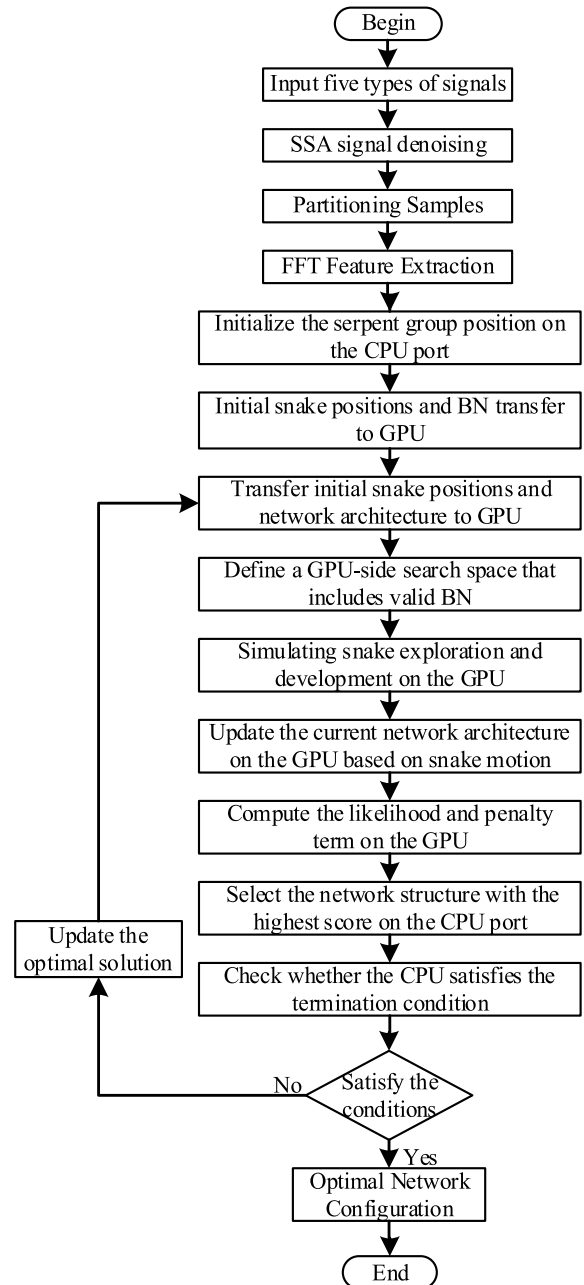 Begin
Input five types of signals
SSA signal denoising
Partitioning Samples
FFT Feature Extraction
Initialize the serpent group position on
the CPU port
Initial snake positions and BN transfer
to GPU
Transfer initial snake positions and
network architecture to GPU
Define a GPU-side search space that
includes valid BN
Simulating snake exploration and
development on the GPU
Update the current network architecture
on the GPU based on snake motion
Compute the likelihood and penalty
term on the GPU
Select the network structure with the
highest score on the CPU port
Update the
optimal solution
Check whether the CPU satisfies the
termination condition
No
Satisfy the
conditions
Yes
Optimal Network
Configuration
End